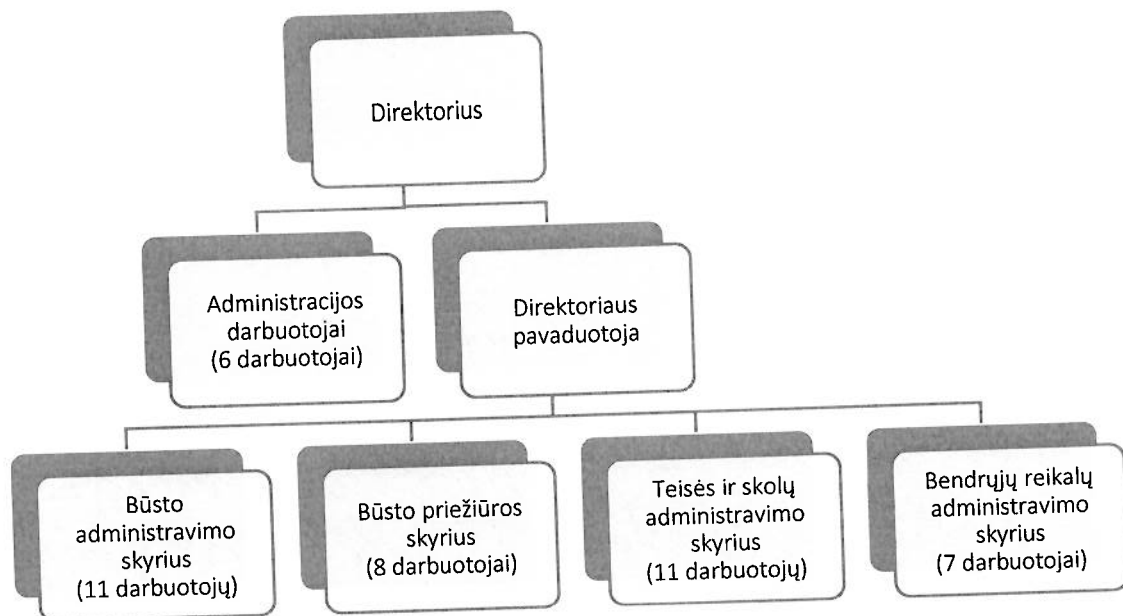 Direktorius
Administracijos
darbuotojai
(6 darbuotojai)
Direktoriaus
pavaduotoja
Būsto
administravimo
skyrius
(11 darbuotojų)
Būsto priežiūros
skyrius
(8 darbuotojai)
Teisės ir skolų
administravimo
skyrius
(11 darbuotojų)
Bendrųjų reikalų
administravimo
skyrius
(7 darbuotojai)